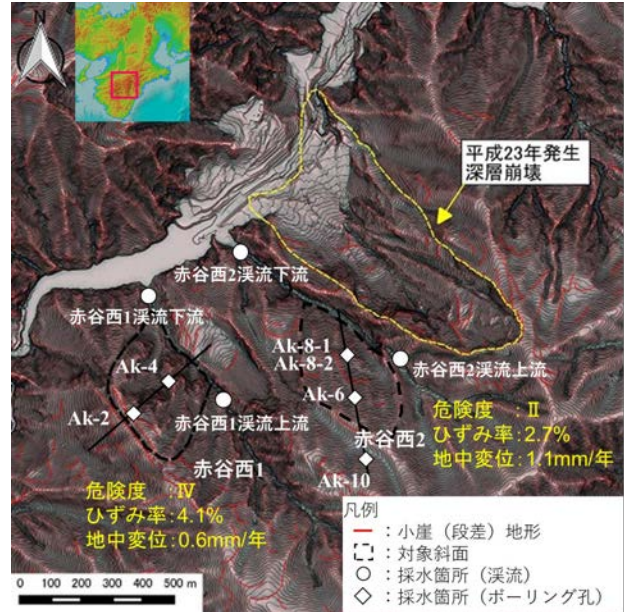 N
平成23年発生
深層崩壊
赤谷西2渓流下流
赤谷西1渓流下流
Ak-8-1
Ak-8-2
赤谷西2渓流上流
Ak-4
Ak-6
Ak-2
赤谷西1渓流上流
危険度 :Ⅱ
ひずみ率:2.7%
地中変位:1.1mm/年
赤谷西2
赤谷西1
Ak-10
危険度 :Ⅳ
ひずみ率:4.1%
地中変位:0.6mm/年
凡例
:小崖(段差)地形
:対象斜面
:採水箇所(渓流)
:採水箇所(ボーリング孔)
0 100 200 300 400 500 m